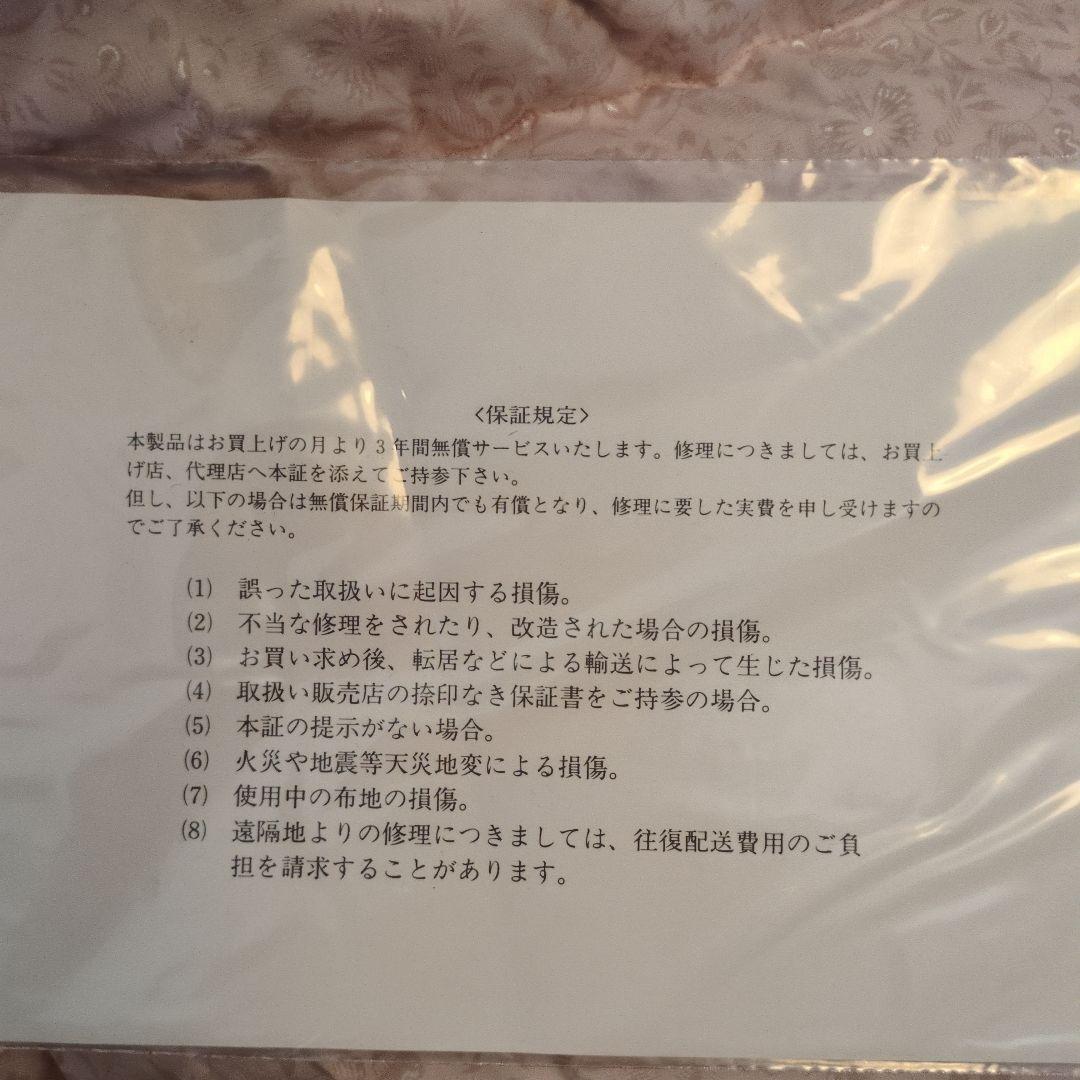 <保証規定>
本製品はお買上げの月より3年間無償サービスいたします。修理につきましては、お買上
げ店、代理店へ本証を添えてご持参下さい。
但し、以下の場合は無償保証期間内でも有償となり、修理に要した実費を申し受けますの
でご了承ください。
(1) 誤った取扱いに起因する損傷。
(2) 不当な修理をされたり、改造された場合の損傷。
(3) お買い求め後、転居などによる輸送によって生じた損傷。
(4) 取扱い販売店の捺印なき保証書をご持参の場合。
(5) 本証の提示がない場合。
(6) 火災や地震等天災地変による損傷。
(7) 使用中の布地の損傷。
(8) 遠隔地よりの修理につきましては、往復配送費用のご負
担を請求することがあります。